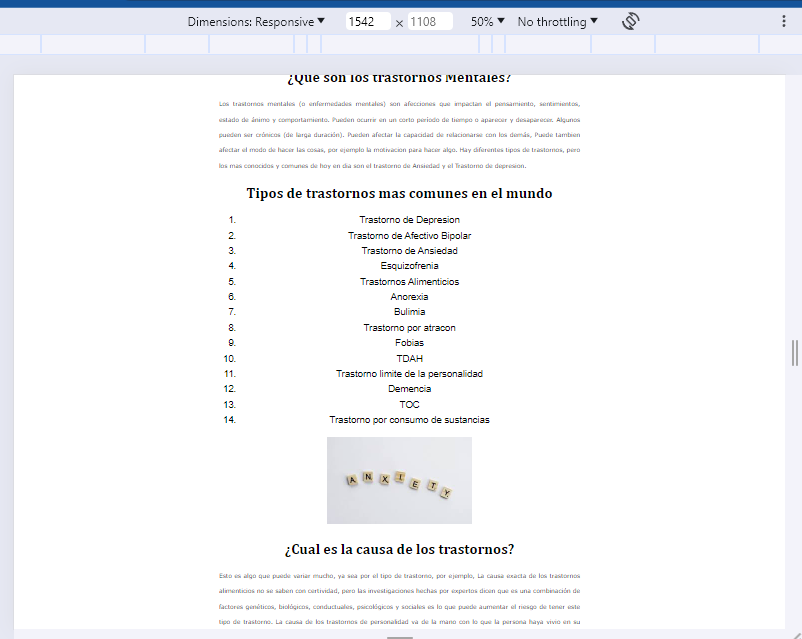 Dimensions: Responsive ▼ 1542 × 1108 50% ▼ No throttling ▼
¿Que son los trastornos Mentales?
Los trastornos mentales (o enfermedades mentales) son afecciones que impactan el pensamiento, sentimientos,
estado de ánimo y comportamiento. Pueden ocurrir en un corto período de tiempo o aparecer y desaparecer. Algunos
pueden ser crónicos (de larga duración). Pueden afectar la capacidad de relacionarse con los demás, Puede tambien
afectar el modo de hacer las cosas, por ejemplo la motivacion para hacer algo. Hay diferentes tipos de trastornos, pero
los mas conocidos y comunes de hoy en dia son el trastorno de Ansiedad y el Trastorno de depresion.
Tipos de trastornos mas comunes en el mundo
1. Trastorno de Depresion
2. Trastorno de Afectivo Bipolar
3. Trastorno de Ansiedad
4. Esquizofrenia
5. Trastornos Alimenticios
6. Anorexia
7. Bulimia
8. Trastorno por atracon
9. Fobias
10. TDAH
11. Trastorno limite de la personalidad
12. Demencia
13. TOC
14. Trastorno por consumo de sustancias
ANXIETY
¿Cual es la causa de los trastornos?
Esto es algo que puede variar mucho, ya sea por el tipo de trastorno, por ejemplo, La causa exacta de los trastornos
alimenticios no se saben con certividad, pero las investigaciones hechas por expertos dicen que es una combinación de
factores genéticos, biológicos, conductuales, psicológicos y sociales es lo que puede aumentar el riesgo de tener este
tipo de trastorno. La causa de los trastornos de personalidad va de la mano con lo que la persona haya vivio en su